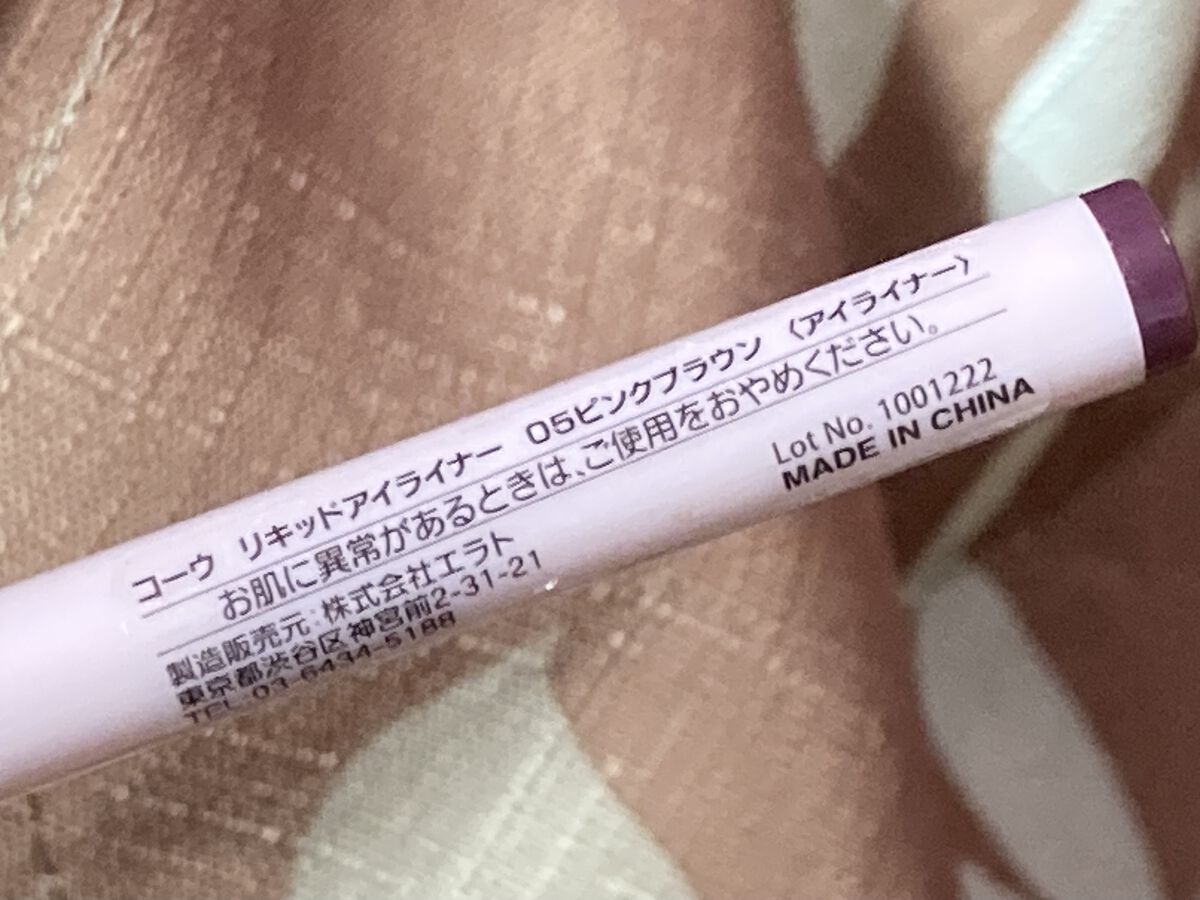 コーウ リキッドアイライナー 05ピンクブラウン 〈アイライナー〉
お肌に異常があるときは、ご使用をおやめください。
製造販売元:株式会社エラト
東京都渋谷区神宮前2-31-21
TEL 03-6434-5188
Lot No. 1001222
MADE IN CHINA